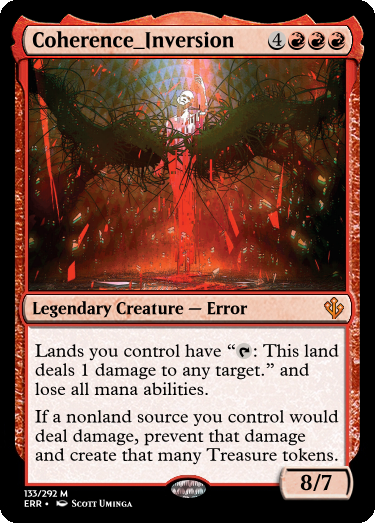 Coherence_Inversion 4
Legendary Creature — Error
Lands you control have “: This land
deals 1 damage to any target.” and
lose all mana abilities.
If a nonland source you control would
deal damage, prevent that damage
and create that many Treasure tokens.
8/7
133/292 M
ERR • Scott Uminga